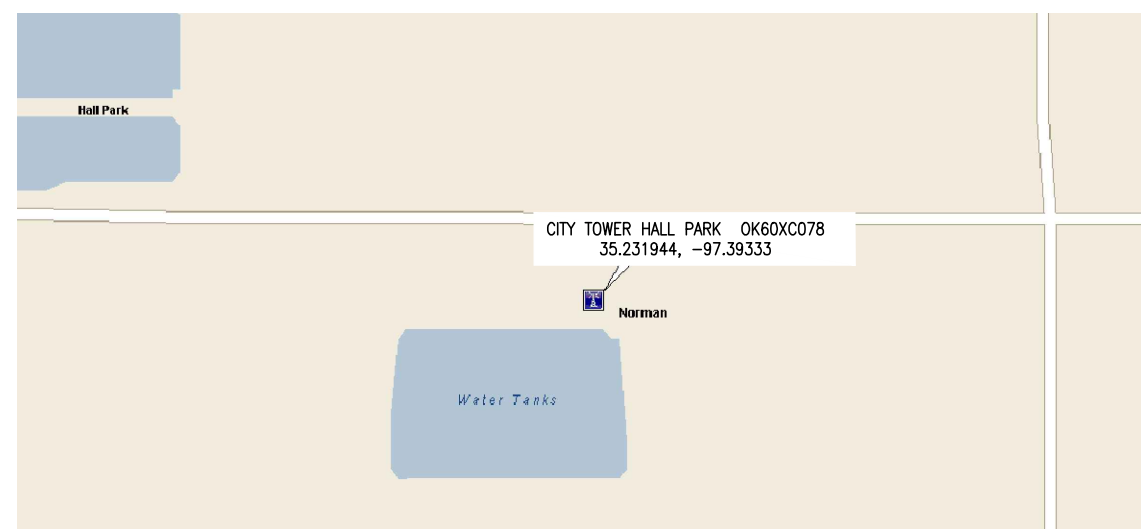 Hall Park
CITY TOWER HALL PARK OK60XC078
35.231944, -97.39333
Norman
Water Tanks